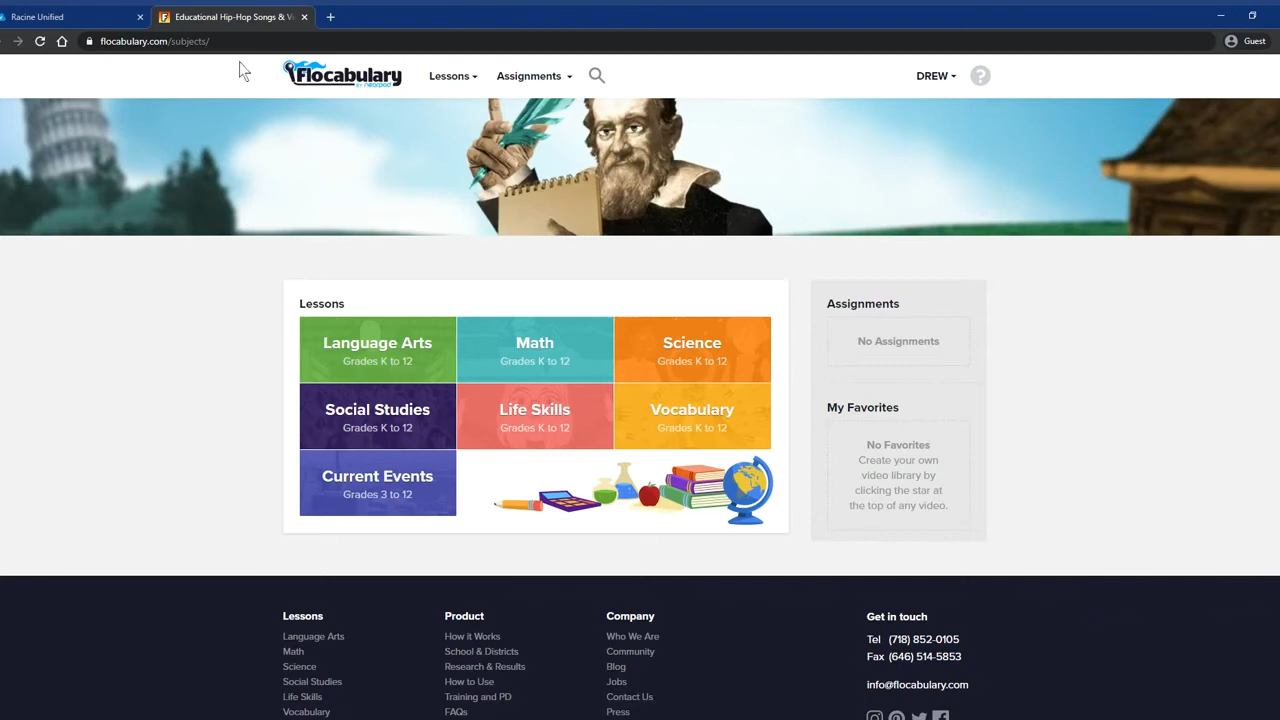 Racine Unified
Educational Hip-Hop Songs & Vi
flocabulary.com/subjects/
Guest
Flocabulary
BY nearpod
Lessons
Assignments
DREW
?
Lessons
Language Arts
Grades K to 12
Math
Grades K to 12
Science
Grades K to 12
Social Studies
Grades K to 12
Life Skills
Grades K to 12
Vocabulary
Grades K to 12
Current Events
Grades 3 to 12
Assignments
No Assignments
My Favorites
No Favorites
Create your own
video library by
clicking the star at
the top of any video.
Lessons
Language Arts
Math
Science
Social Studies
Life Skills
Vocabulary
Product
How it Works
School & Districts
Research & Results
How to Use
Training and PD
FAQs
Company
Who We Are
Community
Blog
Jobs
Contact Us
Press
Get in touch
Tel (718) 852-0105
Fax (646) 514-5853
info@flocabulary.com